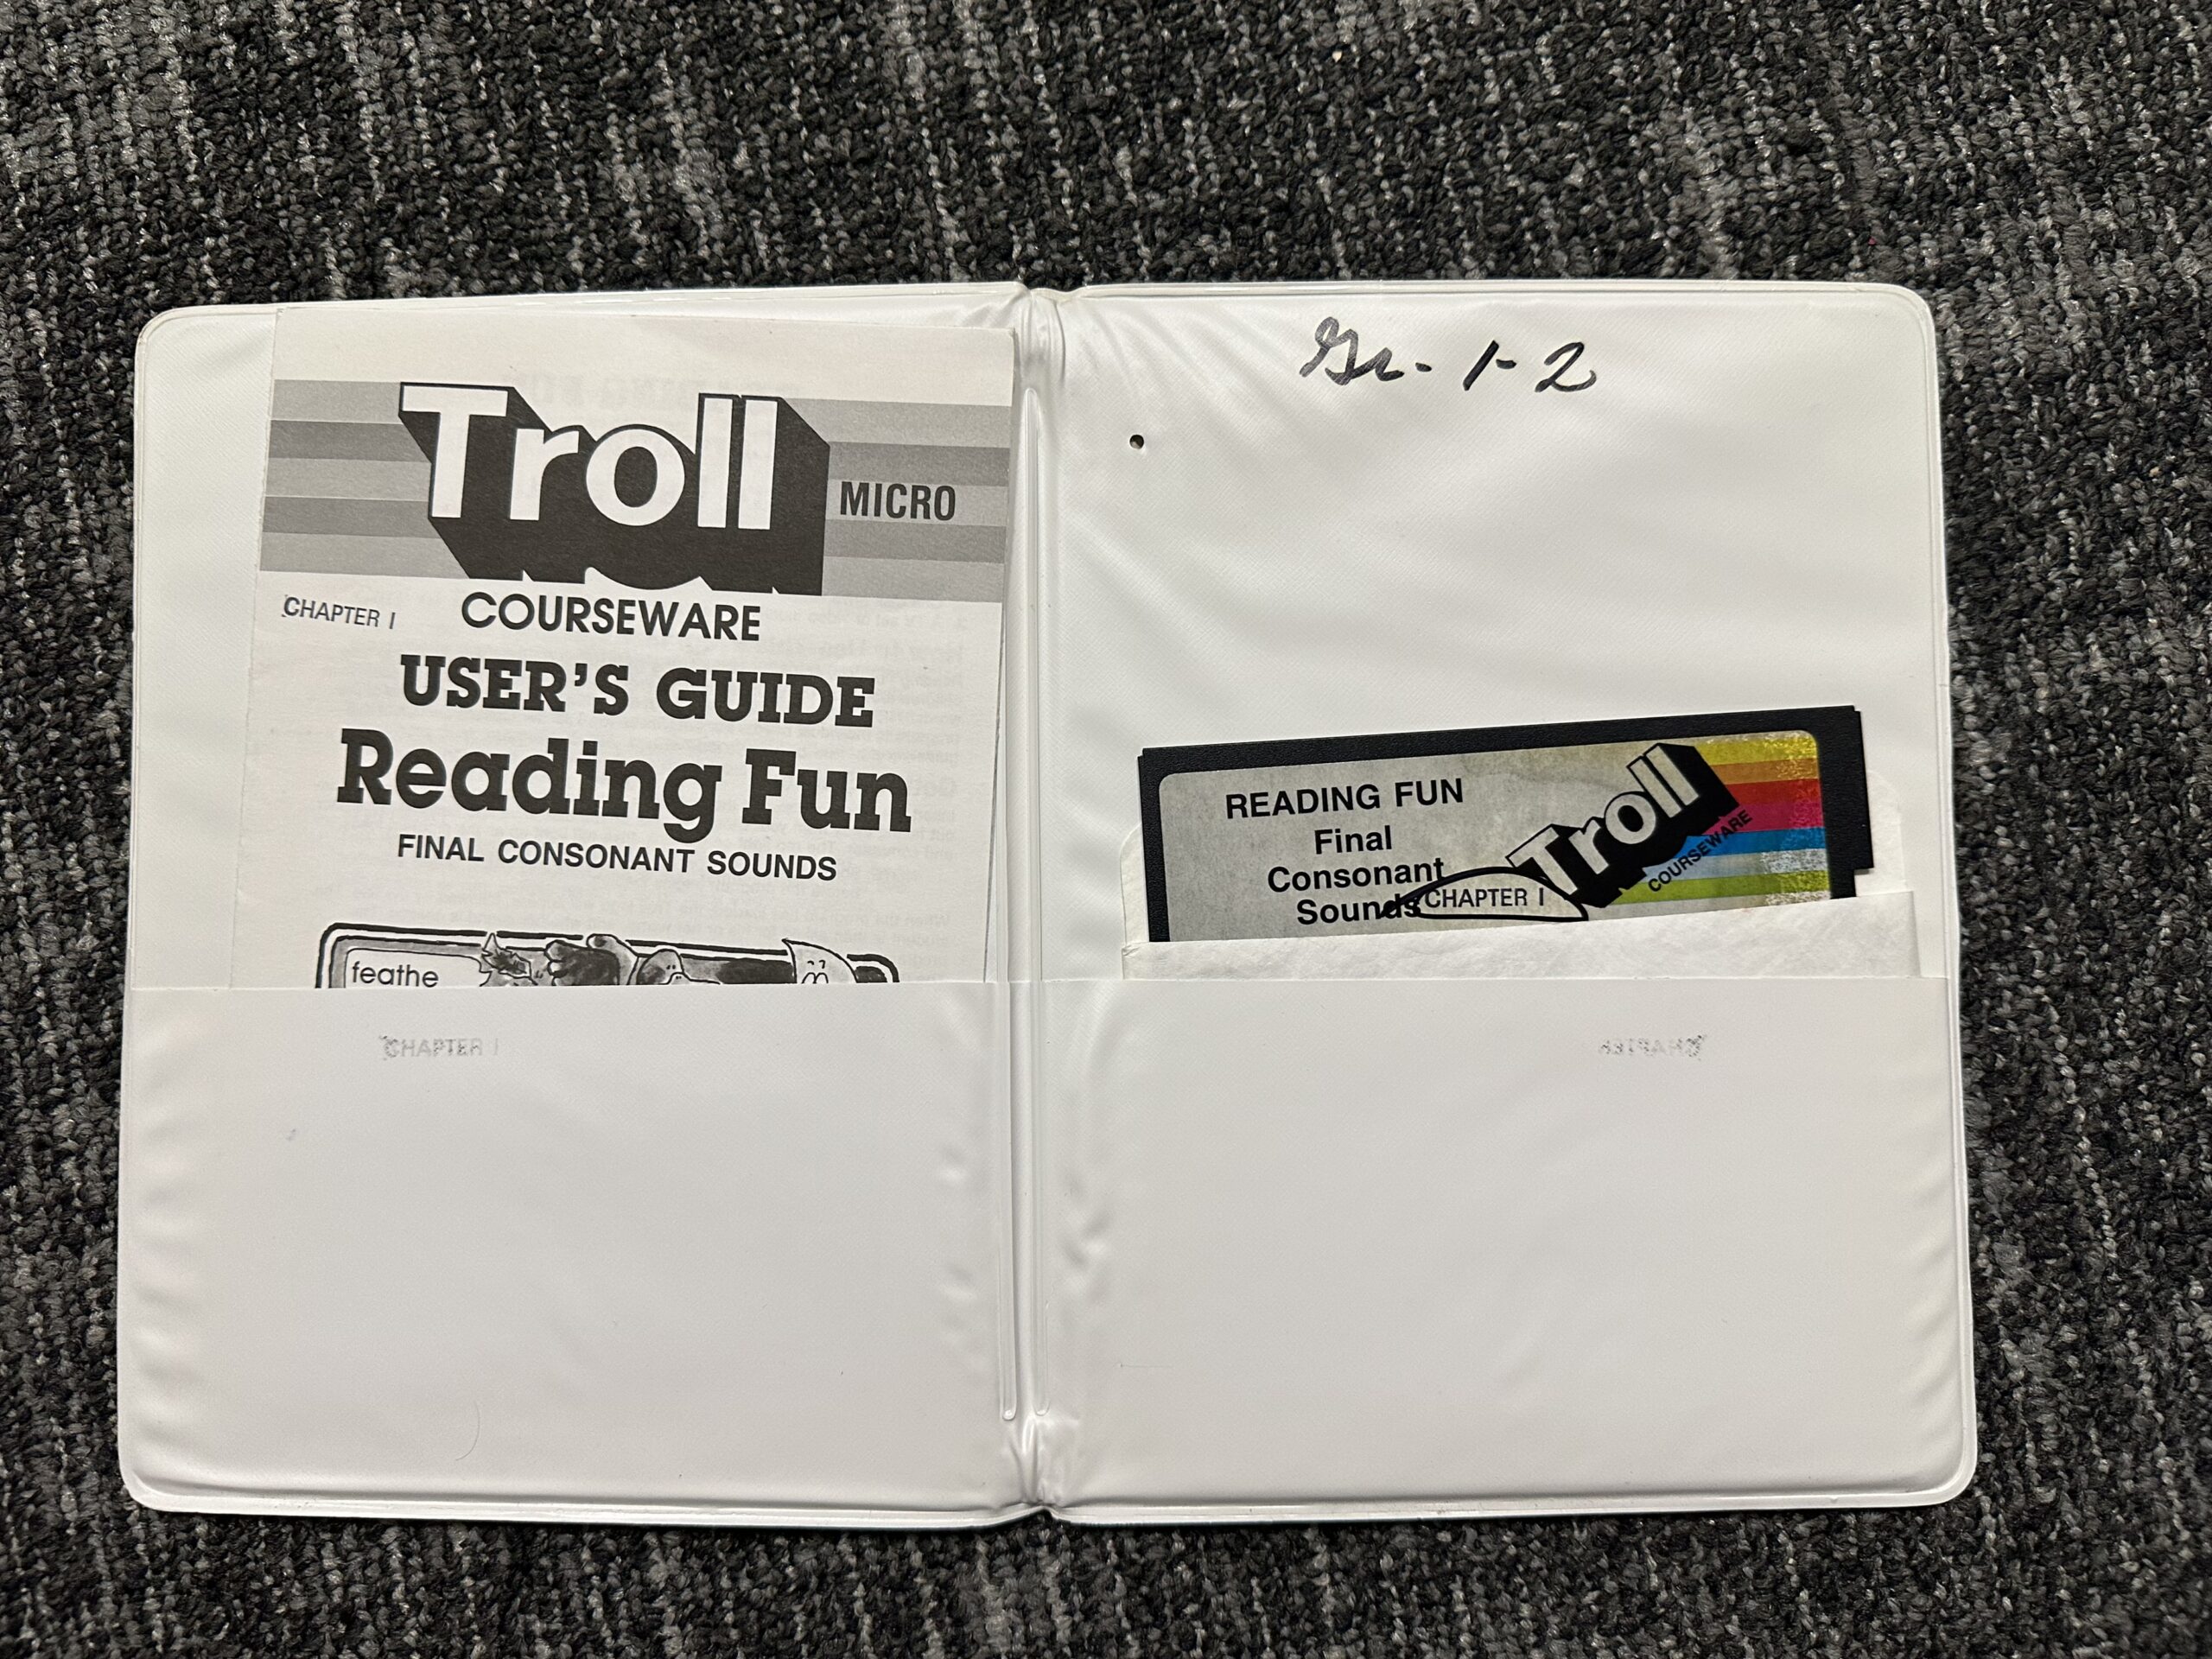 Troll
MICRO
CHAPTER I
COURSEWARE
USER'S GUIDE
Reading Fun
FINAL CONSONANT SOUNDS
feathe
CHAPTER I
Gr. 1-2
READING FUN
Final
Consonant
Sounds
CHAPTER I
Troll
COURSEWARE
CHAPTER